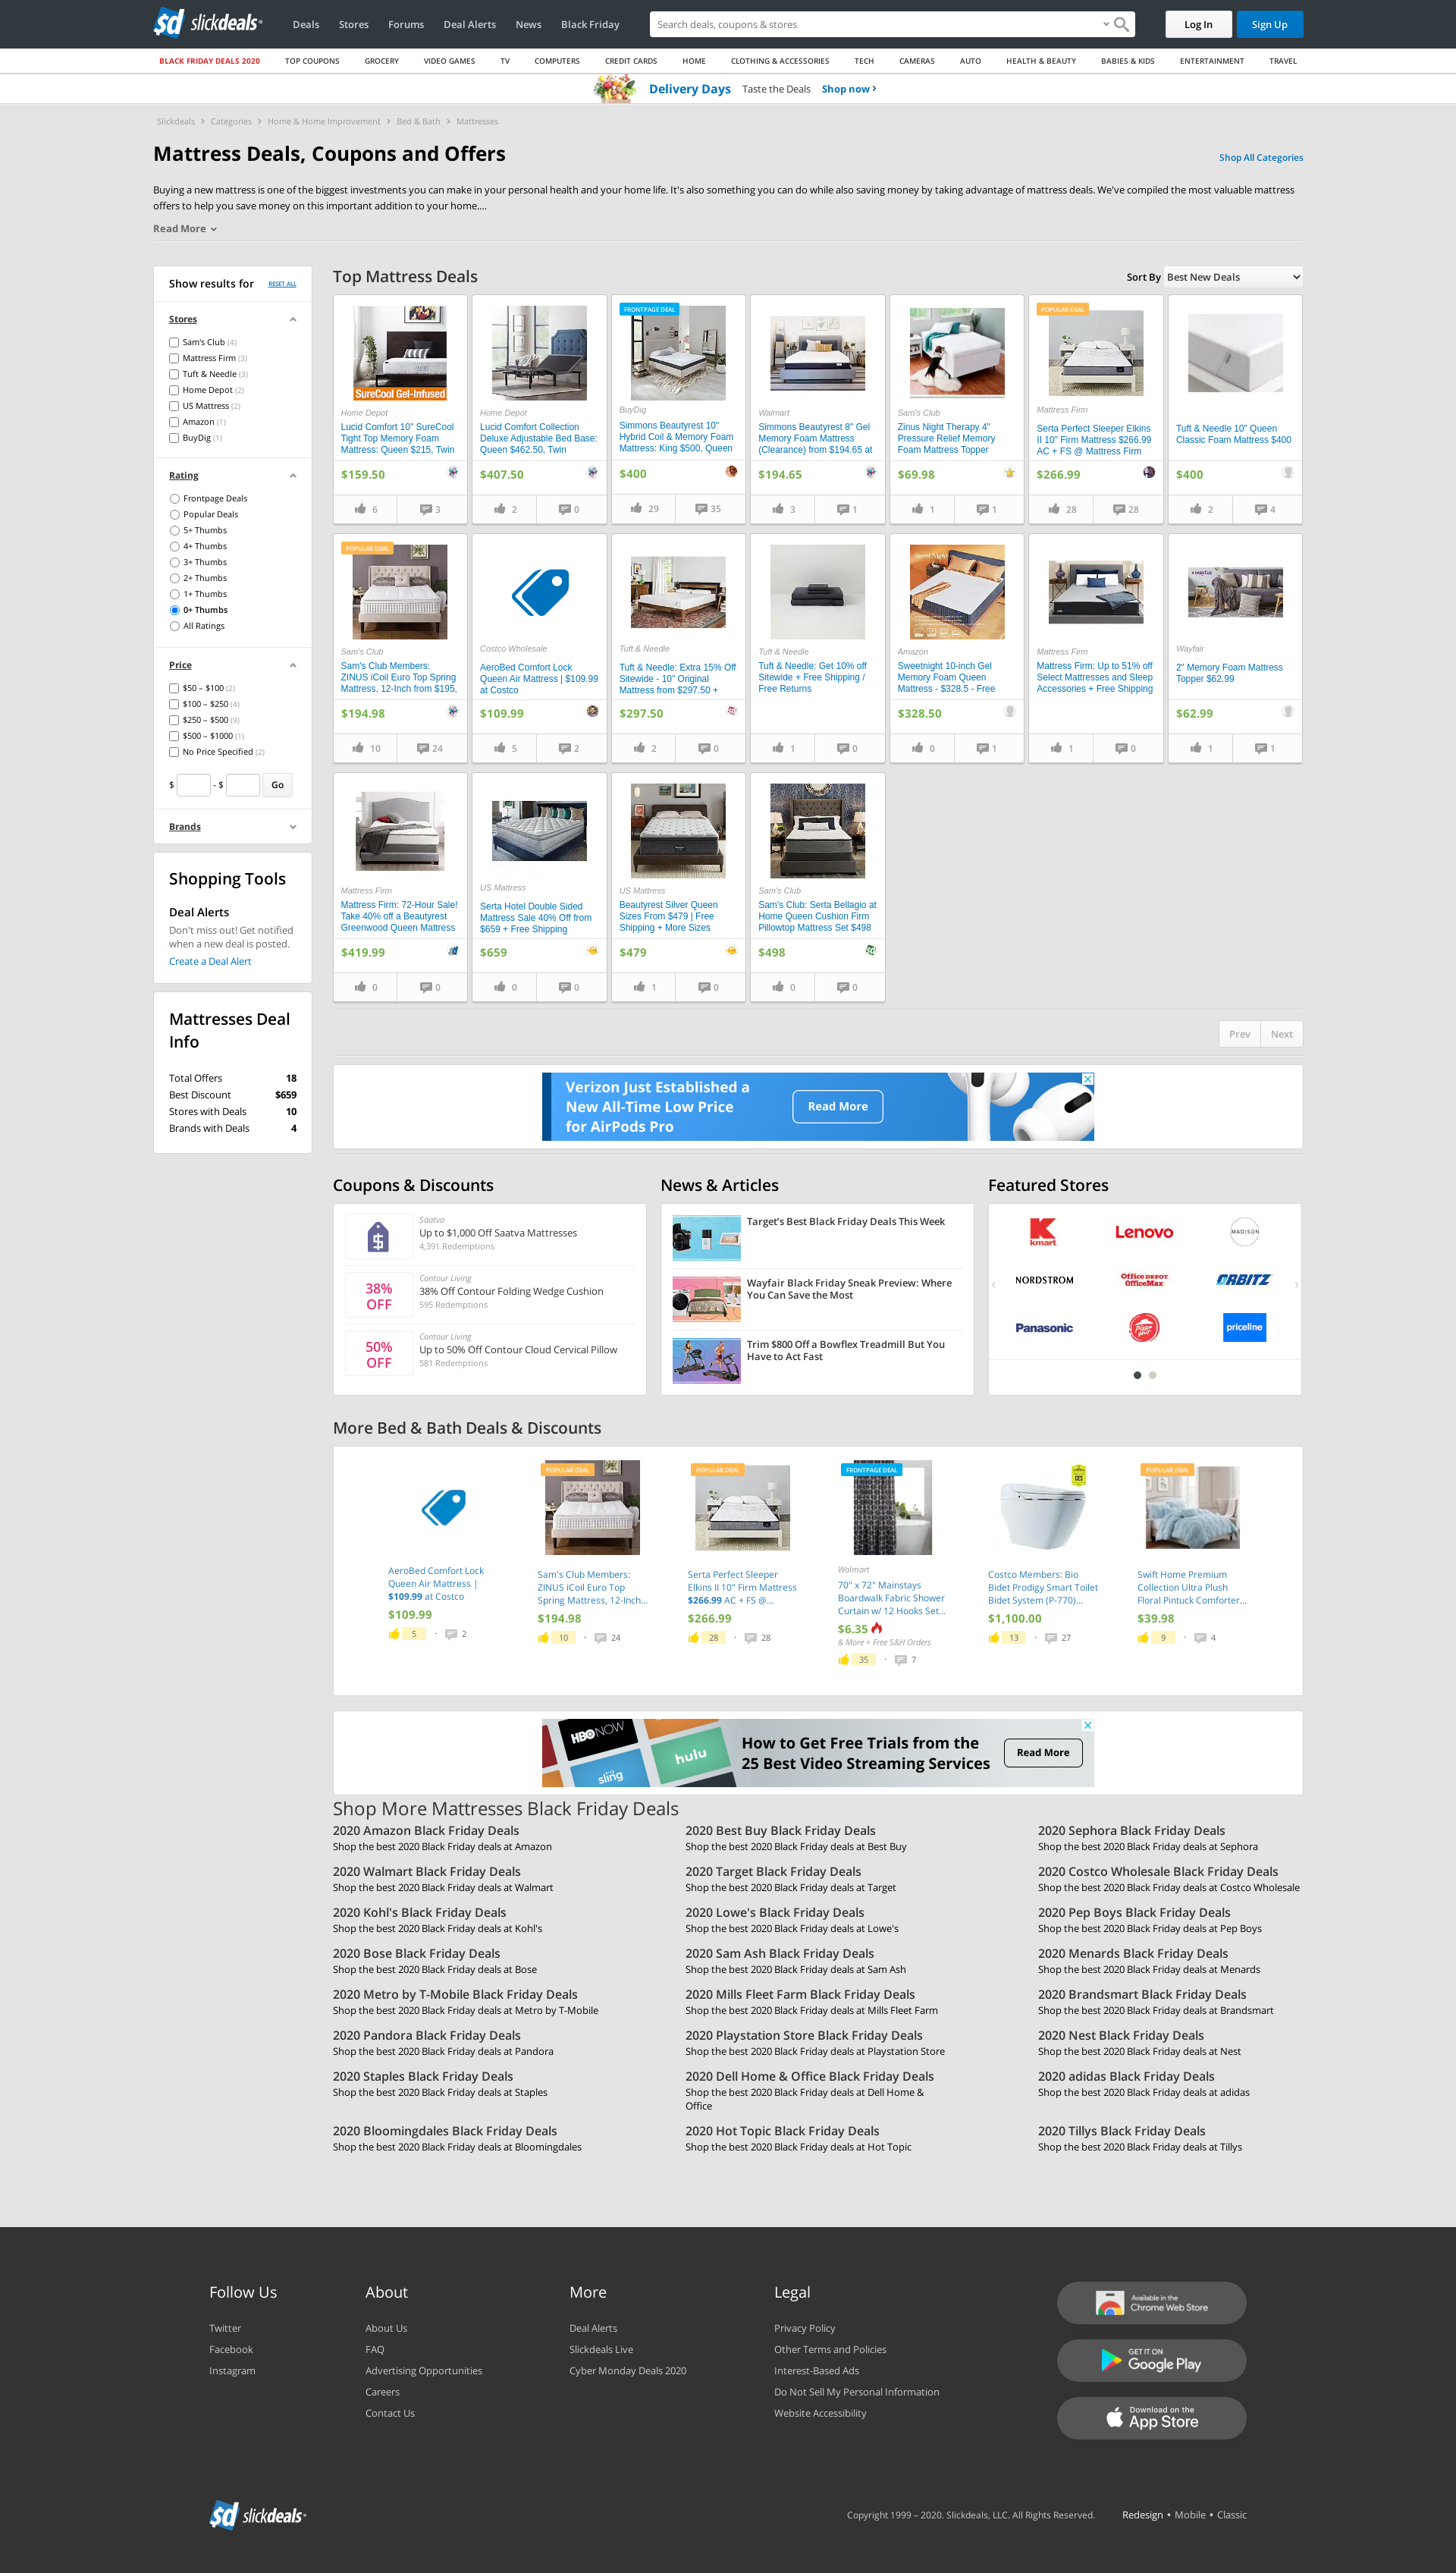 sd slickdeals
Deals Stores Forums Deal Alerts News Black Friday
Search deals, coupons & stores
Log In
Sign Up
BLACK FRIDAY DEALS 2020 TOP COUPONS GROCERY VIDEO GAMES TV COMPUTERS CREDIT CARDS HOME CLOTHING & ACCESSORIES TECH CAMERAS AUTO HEALTH & BEAUTY BABIES & KIDS ENTERTAINMENT TRAVEL
Delivery Days Taste the Deals Shop now ›
Slickdeals › Categories › Home & Home Improvement › Bed & Bath › Mattresses
Mattress Deals, Coupons and Offers
Shop All Categories
Buying a new mattress is one of the biggest investments you can make in your personal health and your home life. It's also something you can do while also saving money by taking advantage of mattress deals. We've compiled the most valuable mattress
offers to help you save money on this important addition to your home....
Read More
Show results for RESET ALL
Stores
Sam's Club (4)
Mattress Firm (3)
Tuft & Needle (3)
Home Depot (2)
US Mattress (2)
Amazon (1)
BuyDig (1)
Rating
Frontpage Deals
Popular Deals
5+ Thumbs
4+ Thumbs
3+ Thumbs
2+ Thumbs
1+ Thumbs
0+ Thumbs
All Ratings
Price
$50 – $100 (2)
$100 – $250 (4)
$250 – $500 (9)
$500 – $1000 (1)
No Price Specified (2)
$ - $ Go
Brands
Shopping Tools
Deal Alerts
Don't miss out! Get notified
when a new deal is posted.
Create a Deal Alert
Mattresses Deal
Info
Total Offers 18
Best Discount $659
Stores with Deals 10
Brands with Deals 4
Top Mattress Deals
Sort By Best New Deals
SureCool Gel-Infused
Home Depot
Lucid Comfort 10" SureCool
Tight Top Memory Foam
Mattress: Queen $215, Twin
$159.50
6 3
Home Depot
Lucid Comfort Collection
Deluxe Adjustable Bed Base:
Queen $462.50, Twin
$407.50
2 0
FRONTPAGE DEAL
BuyDig
Simmons Beautyrest 10"
Hybrid Coil & Memory Foam
Mattress: King $500, Queen
$400
29 35
Walmart
Simmons Beautyrest 8" Gel
Memory Foam Mattress
(Clearance) from $194.65 at
$194.65
3 1
Sam's Club
Zinus Night Therapy 4"
Pressure Relief Memory
Foam Mattress Topper
$69.98
1 1
POPULAR DEAL
Mattress Firm
Serta Perfect Sleeper Elkins
II 10" Firm Mattress $266.99
AC + FS @ Mattress Firm
$266.99
28 28
Tuft & Needle 10" Queen
Classic Foam Mattress $400
$400
2 4
POPULAR DEAL
Sam's Club
Sam's Club Members:
ZINUS iCoil Euro Top Spring
Mattress, 12-Inch from $195,
$194.98
10 24
Costco Wholesale
AeroBed Comfort Lock
Queen Air Mattress | $109.99
at Costco
$109.99
5 2
Tuft & Needle
Tuft & Needle: Extra 15% Off
Sitewide - 10" Original
Mattress from $297.50 +
$297.50
2 0
Tuft & Needle
Tuft & Needle: Get 10% off
Sitewide + Free Shipping /
Free Returns
1 0
Sweet Night
Amazon
Sweetnight 10-inch Gel
Memory Foam Queen
Mattress - $328.5 - Free
$328.50
0 1
Mattress Firm
Mattress Firm: Up to 51% off
Select Mattresses and Sleep
Accessories + Free Shipping
1 0
wayfair
Wayfair
2" Memory Foam Mattress
Topper $62.99
$62.99
1 1
Mattress Firm
Mattress Firm: 72-Hour Sale!
Take 40% off a Beautyrest
Greenwood Queen Mattress
$419.99
0 0
US Mattress
Serta Hotel Double Sided
Mattress Sale 40% Off from
$659 + Free Shipping
$659
0 0
US Mattress
Beautyrest Silver Queen
Sizes From $479 | Free
Shipping + More Sizes
$479
1 0
Sam's Club
Sam's Club: Serta Bellagio at
Home Queen Cushion Firm
Pillowtop Mattress Set $498
$498
0 0
Prev Next
Verizon Just Established a
New All-Time Low Price
for AirPods Pro
Read More
Coupons & Discounts
Saatva
Up to $1,000 Off Saatva Mattresses
4,391 Redemptions
38%
OFF
Contour Living
38% Off Contour Folding Wedge Cushion
595 Redemptions
50%
OFF
Contour Living
Up to 50% Off Contour Cloud Cervical Pillow
581 Redemptions
News & Articles
Target's Best Black Friday Deals This Week
Wayfair Black Friday Sneak Preview: Where
You Can Save the Most
Trim $800 Off a Bowflex Treadmill But You
Have to Act Fast
Featured Stores
Kmart Lenovo MADISON
NORDSTROM Office DEPOT OfficeMax ORBITZ
Panasonic Pizza Hut priceline
More Bed & Bath Deals & Discounts
AeroBed Comfort Lock
Queen Air Mattress |
$109.99 at Costco
$109.99
5 · 2
POPULAR DEAL
Sam's Club Members:
ZINUS iCoil Euro Top
Spring Mattress, 12-Inch...
$194.98
10 · 24
POPULAR DEAL
Serta Perfect Sleeper
Elkins II 10" Firm Mattress
$266.99 AC + FS @...
$266.99
28 · 28
FRONTPAGE DEAL
Walmart
70" x 72" Mainstays
Boardwalk Fabric Shower
Curtain w/ 12 Hooks Set...
$6.35
& More + Free S&H Orders
35 · 7
Costco Members: Bio
Bidet Prodigy Smart Toilet
Bidet System (P-770)...
$1,100.00
13 · 27
POPULAR DEAL
Swift Home Premium
Collection Ultra Plush
Floral Pintuck Comforter...
$39.98
9 · 4
HBO NOW
hulu
sling
How to Get Free Trials from the
25 Best Video Streaming Services
Read More
Shop More Mattresses Black Friday Deals
2020 Amazon Black Friday Deals
Shop the best 2020 Black Friday deals at Amazon
2020 Best Buy Black Friday Deals
Shop the best 2020 Black Friday deals at Best Buy
2020 Sephora Black Friday Deals
Shop the best 2020 Black Friday deals at Sephora
2020 Walmart Black Friday Deals
Shop the best 2020 Black Friday deals at Walmart
2020 Target Black Friday Deals
Shop the best 2020 Black Friday deals at Target
2020 Costco Wholesale Black Friday Deals
Shop the best 2020 Black Friday deals at Costco Wholesale
2020 Kohl's Black Friday Deals
Shop the best 2020 Black Friday deals at Kohl's
2020 Lowe's Black Friday Deals
Shop the best 2020 Black Friday deals at Lowe's
2020 Pep Boys Black Friday Deals
Shop the best 2020 Black Friday deals at Pep Boys
2020 Bose Black Friday Deals
Shop the best 2020 Black Friday deals at Bose
2020 Sam Ash Black Friday Deals
Shop the best 2020 Black Friday deals at Sam Ash
2020 Menards Black Friday Deals
Shop the best 2020 Black Friday deals at Menards
2020 Metro by T-Mobile Black Friday Deals
Shop the best 2020 Black Friday deals at Metro by T-Mobile
2020 Mills Fleet Farm Black Friday Deals
Shop the best 2020 Black Friday deals at Mills Fleet Farm
2020 Brandsmart Black Friday Deals
Shop the best 2020 Black Friday deals at Brandsmart
2020 Pandora Black Friday Deals
Shop the best 2020 Black Friday deals at Pandora
2020 Playstation Store Black Friday Deals
Shop the best 2020 Black Friday deals at Playstation Store
2020 Nest Black Friday Deals
Shop the best 2020 Black Friday deals at Nest
2020 Staples Black Friday Deals
Shop the best 2020 Black Friday deals at Staples
2020 Dell Home & Office Black Friday Deals
Shop the best 2020 Black Friday deals at Dell Home &
Office
2020 adidas Black Friday Deals
Shop the best 2020 Black Friday deals at adidas
2020 Bloomingdales Black Friday Deals
Shop the best 2020 Black Friday deals at Bloomingdales
2020 Hot Topic Black Friday Deals
Shop the best 2020 Black Friday deals at Hot Topic
2020 Tillys Black Friday Deals
Shop the best 2020 Black Friday deals at Tillys
Follow Us
Twitter
Facebook
Instagram
About
About Us
FAQ
Advertising Opportunities
Careers
Contact Us
More
Deal Alerts
Slickdeals Live
Cyber Monday Deals 2020
Legal
Privacy Policy
Other Terms and Policies
Interest-Based Ads
Do Not Sell My Personal Information
Website Accessibility
Available in the
Chrome Web Store
GET IT ON
Google Play
Download on the
App Store
sd slickdeals
Copyright 1999 – 2020. Slickdeals, LLC. All Rights Reserved. Redesign • Mobile • Classic